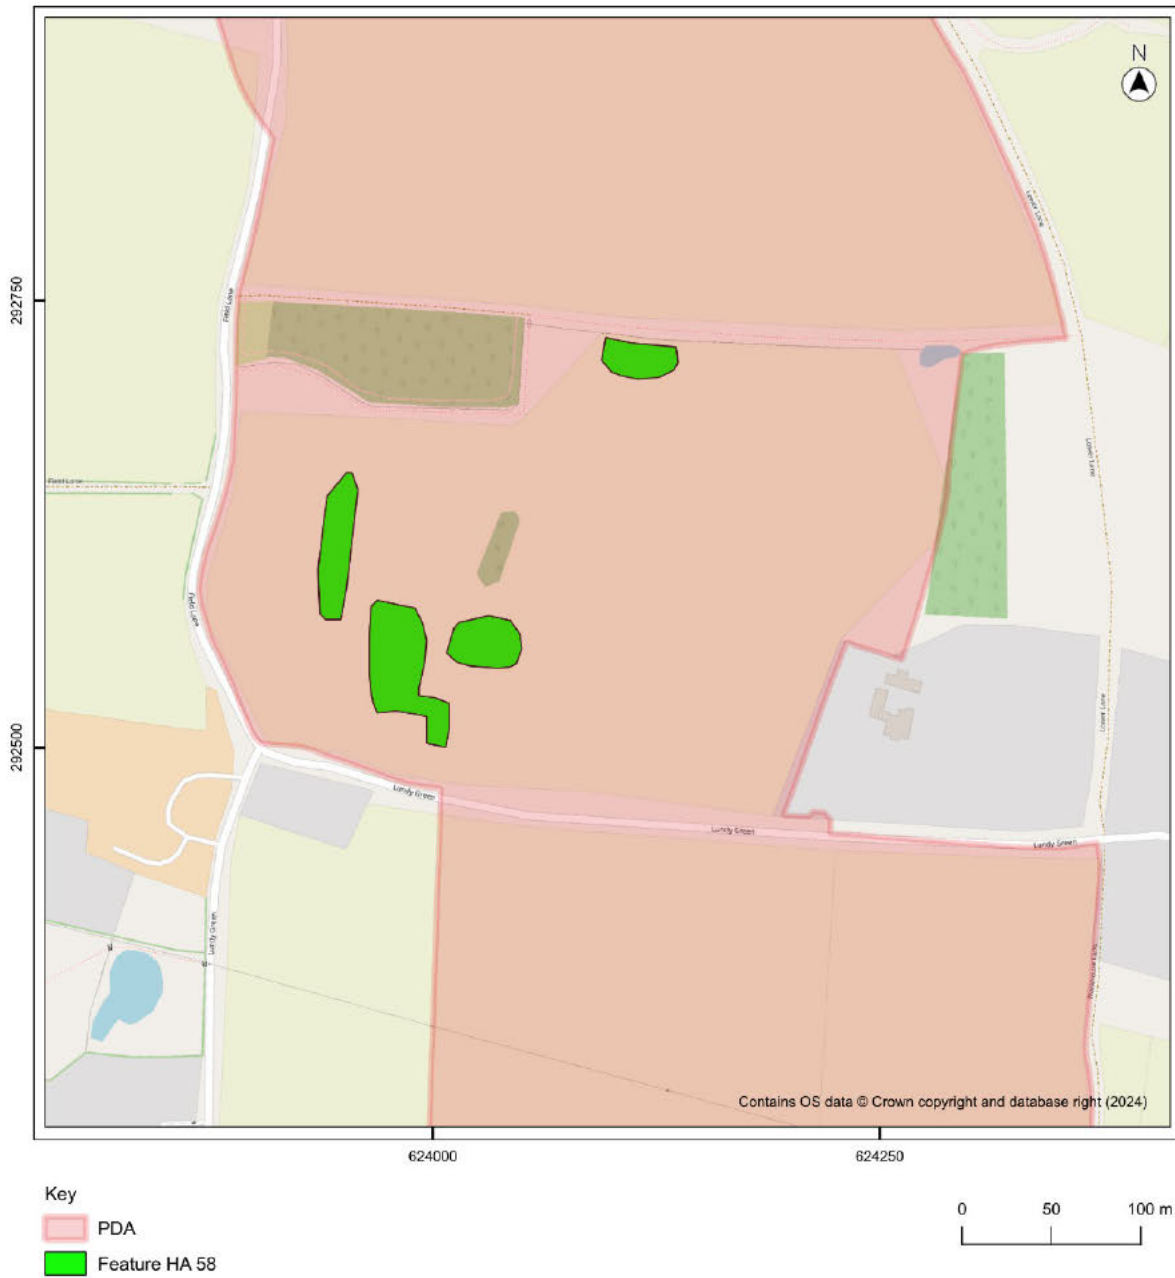 N
Lower Lane
292750
Field Lane
Lower Lane
Field Lane
Field Lane
Lower Lane
292500
Lundy Green
Lundy Green
Lundy Green
Lundy Green
Contains OS data © Crown copyright and database right (2024)
624000
624250
Key
PDA
Feature HA 58
0 50 100 m